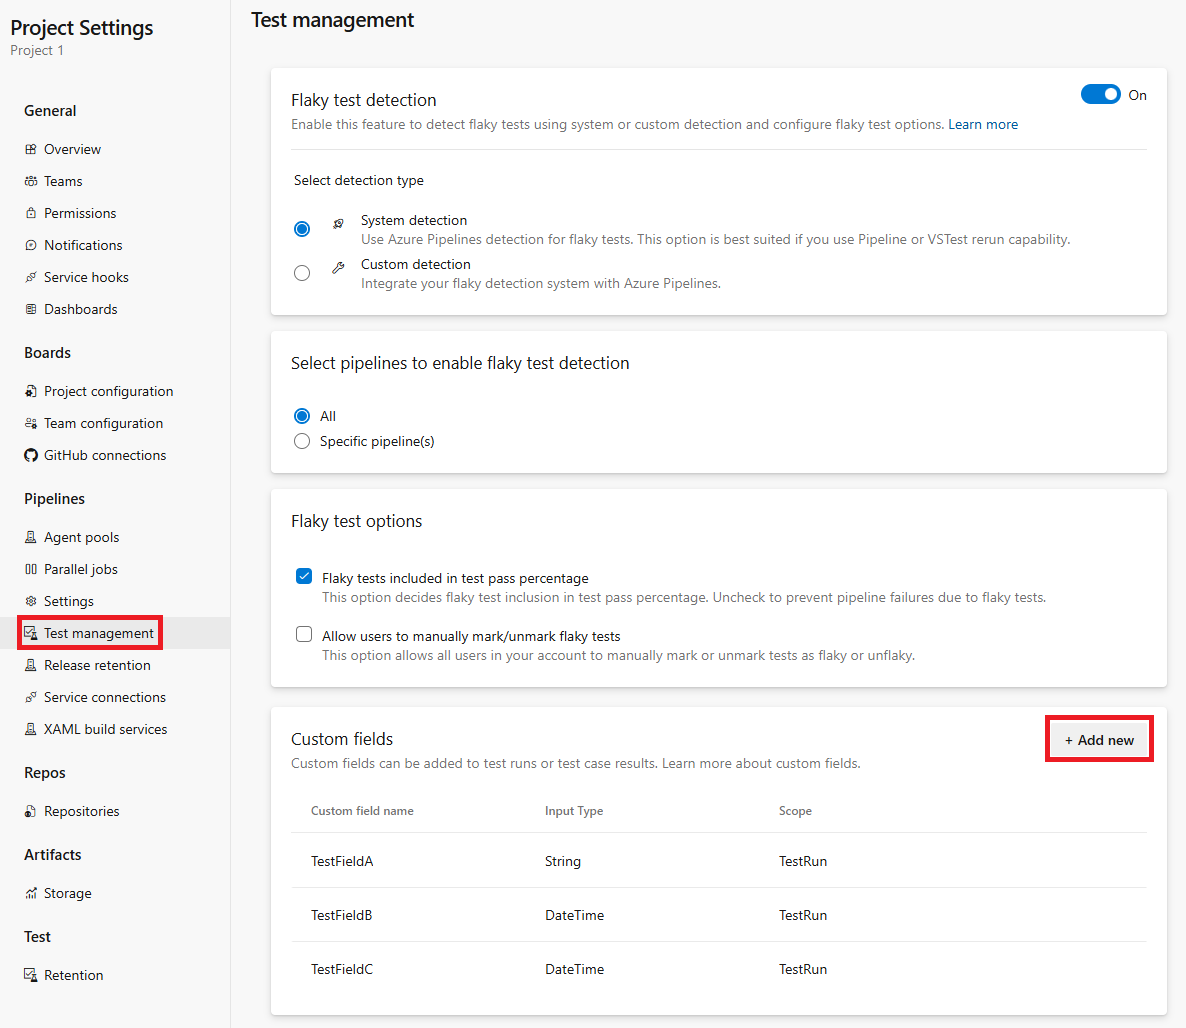 Project Settings
Project 1
General
Overview
Teams
Permissions
Notifications
Service hooks
Dashboards
Boards
Project configuration
Team configuration
GitHub connections
Pipelines
Agent pools
Parallel jobs
Settings
Test management
Release retention
Service connections
XAML build services
Repos
Repositories
Artifacts
Storage
Test
Retention
Test management
Flaky test detection
On
Enable this feature to detect flaky tests using system or custom detection and configure flaky test options. Learn more
Select detection type
System detection
Use Azure Pipelines detection for flaky tests. This option is best suited if you use Pipeline or VSTest rerun capability.
Custom detection
Integrate your flaky detection system with Azure Pipelines.
Select pipelines to enable flaky test detection
All
Specific pipeline(s)
Flaky test options
Flaky tests included in test pass percentage
This option decides flaky test inclusion in test pass percentage. Uncheck to prevent pipeline failures due to flaky tests.
Allow users to manually mark/unmark flaky tests
This option allows all users in your account to manually mark or unmark tests as flaky or unflaky.
Custom fields
+ Add new
Custom fields can be added to test runs or test case results. Learn more about custom fields.
Custom field name Input Type Scope
TestFieldA String TestRun
TestFieldB DateTime TestRun
TestFieldC DateTime TestRun